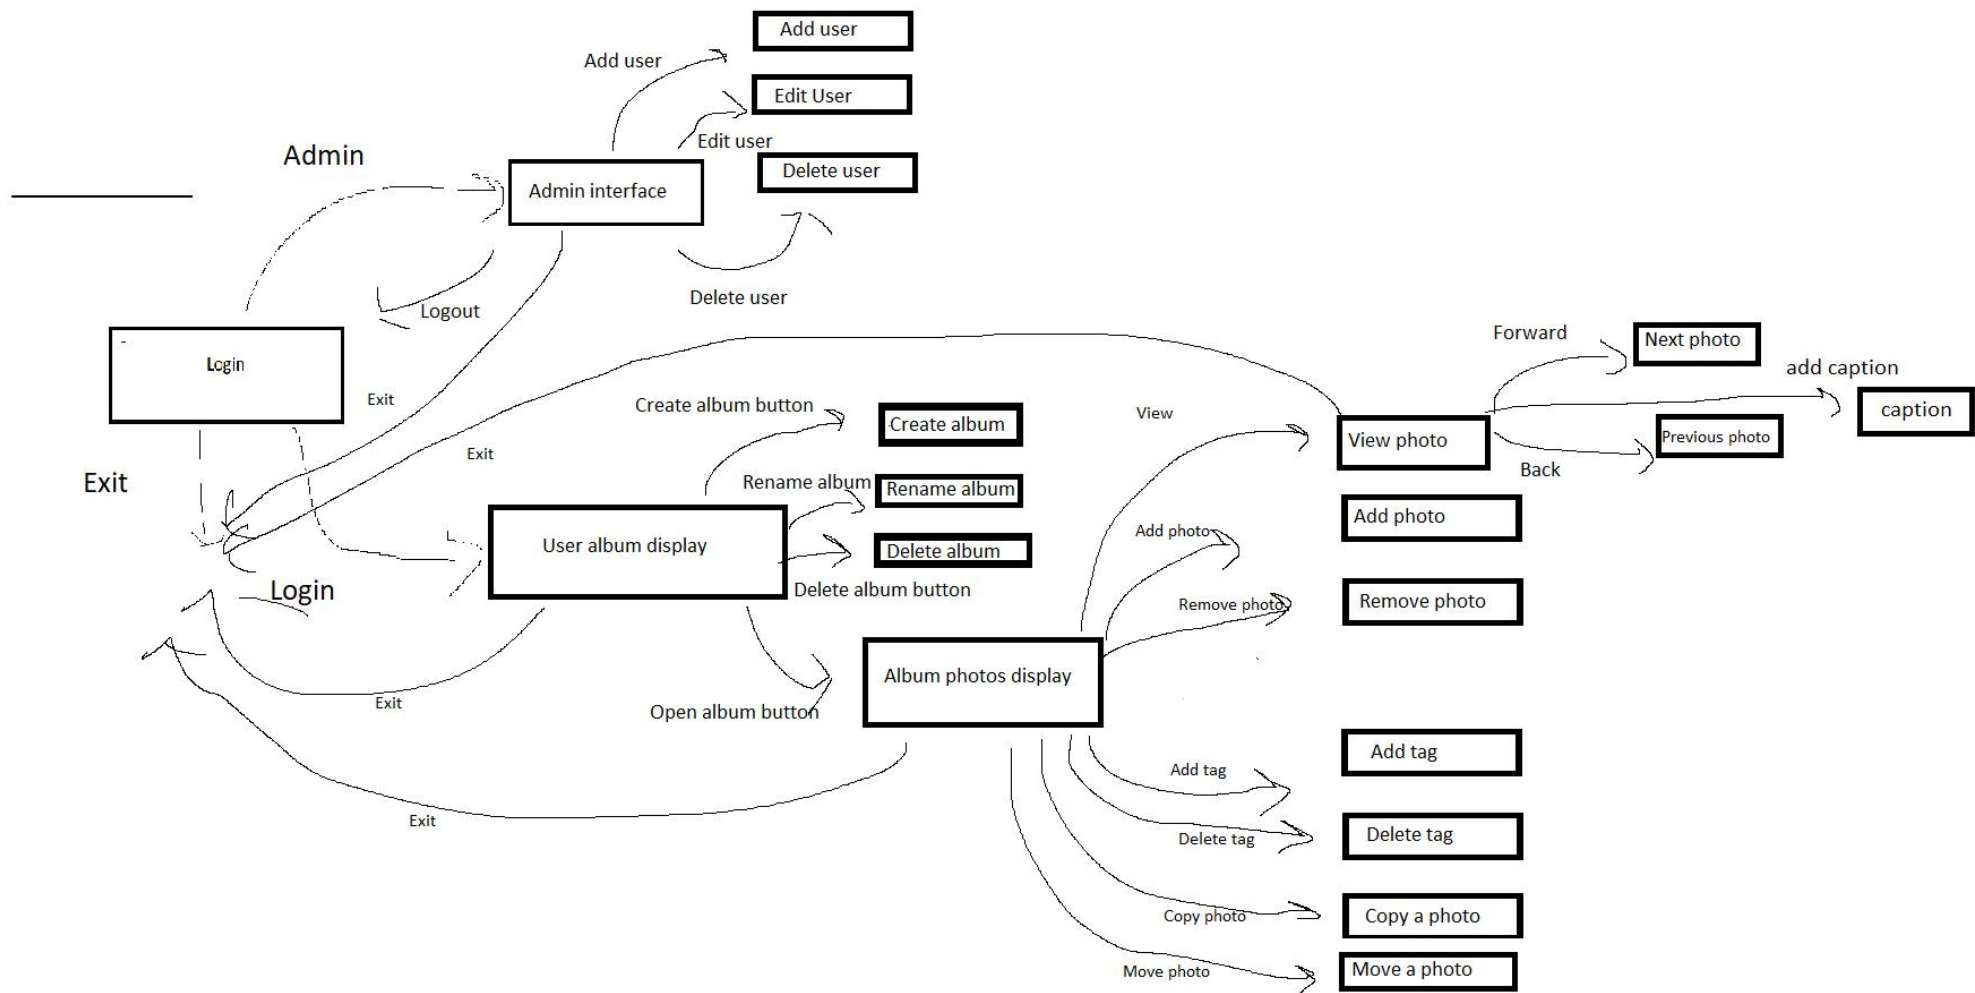 Add user
Add user
Edit User
Edit user
Admin
Delete user
Admin interface
Delete user
Logout
Login
Forward
Next photo
add caption
caption
Exit
Create album button
Create album
View
View photo
Previous photo
Back
Exit
Exit
Rename album
Rename album
Add photo
Add photo
User album display
Delete album
Delete album button
Login
Remove photo
Remove photo
Album photos display
Exit
Open album button
Add tag
Add tag
Exit
Delete tag
Delete tag
Copy photo
Copy a photo
Move photo
Move a photo